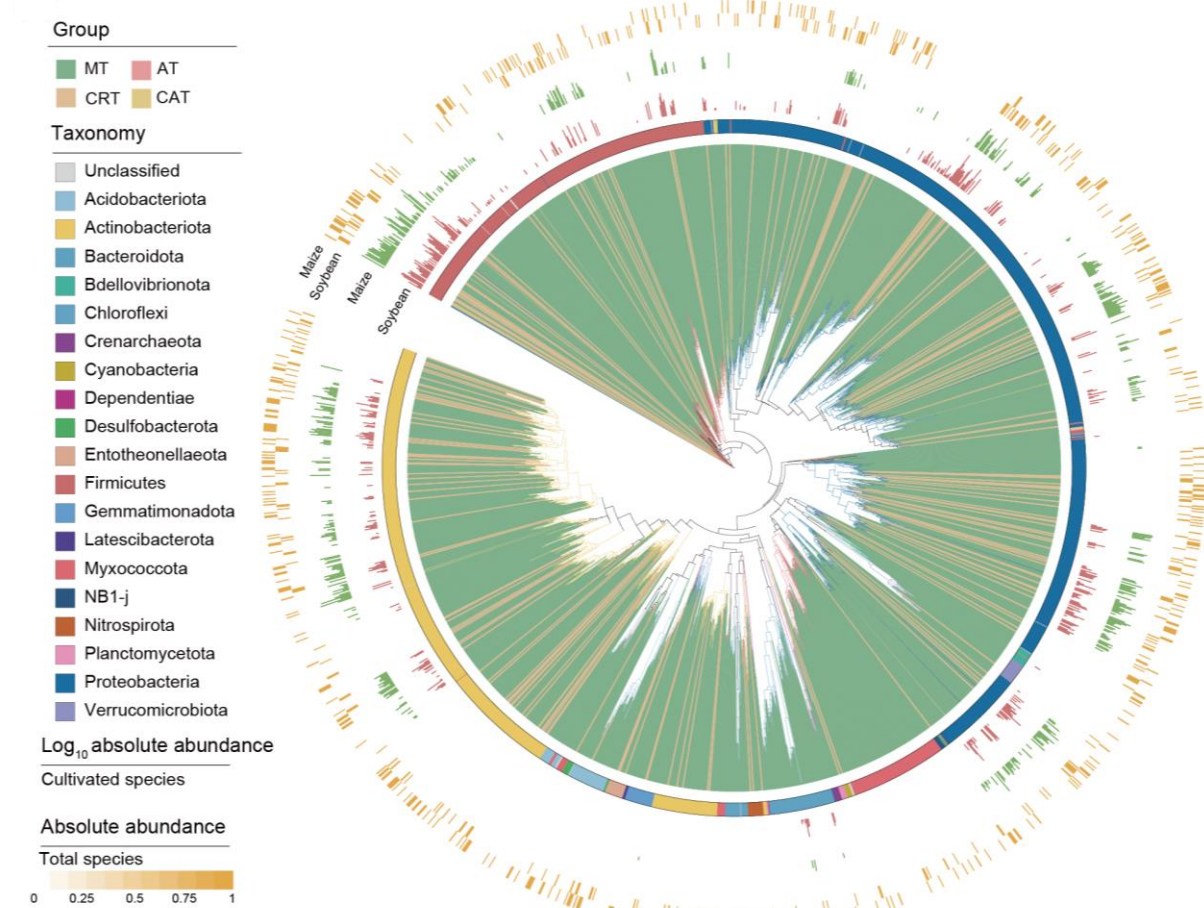 Group
MT AT
CRT CAT
Taxonomy
Unclassified
Acidobacteriota
Actinobacteriota
Bacteroidota
Bdellovibrionota
Chloroflexi
Crenarchaeota
Cyanobacteria
Dependentiae
Desulfobacterota
Entotheonellaeota
Firmicutes
Gemmatimonadota
Latescibacterota
Myxococcota
NB1-j
Nitrospirota
Planctomycetota
Proteobacteria
Verrucomicrobiota
Log10 absolute abundance
Cultivated species
Absolute abundance
Total species
0 0.25 0.5 0.75 1
Maize
Soybean
Maize
Soybean